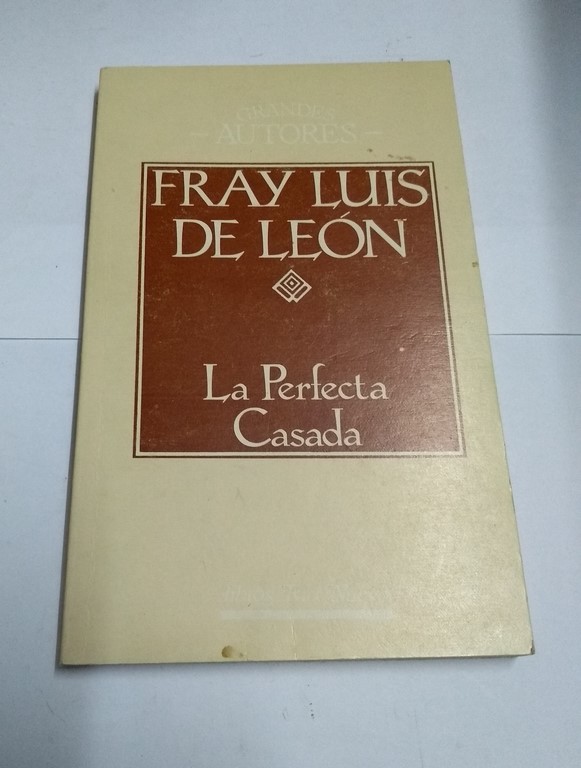 GRANDES
AUTORES
FRAY LUIS
DE LEÓN
La Perfecta
Casada